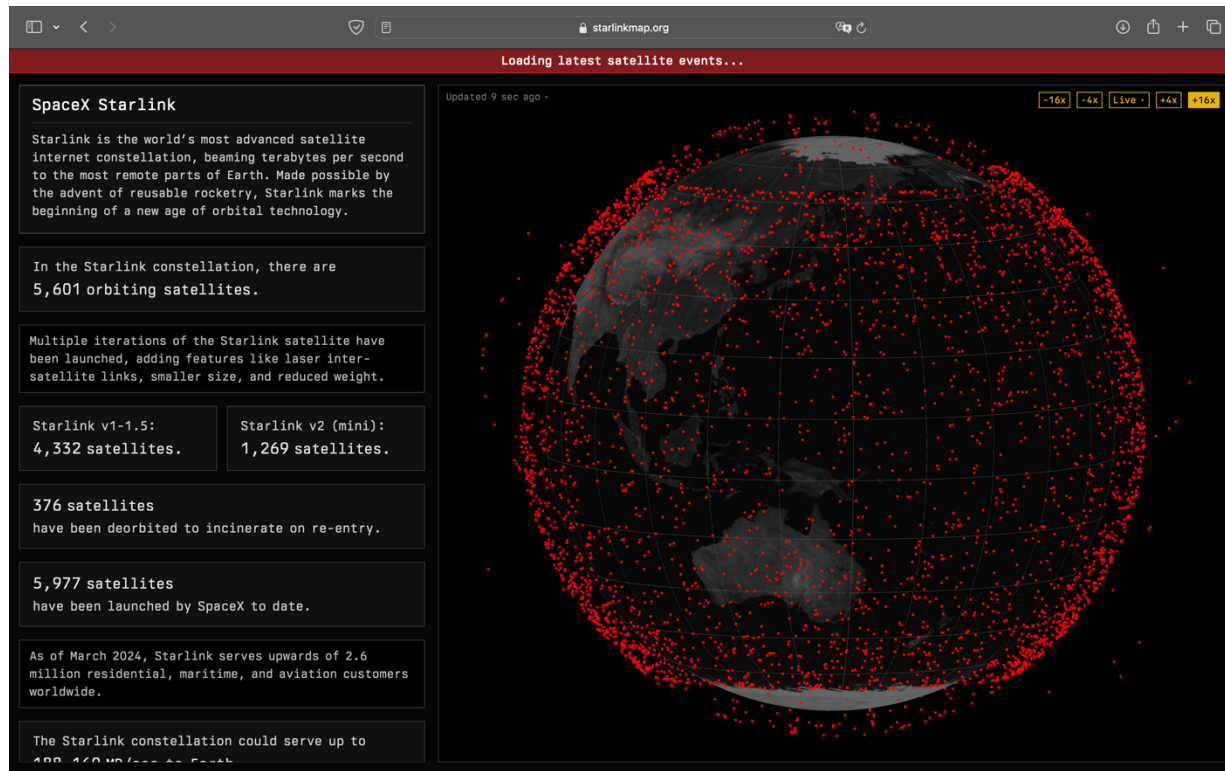 starlinkmap.org
Loading latest satellite events...
SpaceX Starlink
Starlink is the world's most advanced satellite
internet constellation, beaming terabytes per second
to the most remote parts of Earth. Made possible by
the advent of reusable rocketry, Starlink marks the
beginning of a new age of orbital technology.
In the Starlink constellation, there are
5,601 orbiting satellites.
Multiple iterations of the Starlink satellite have
been launched, adding features like laser inter-
satellite links, smaller size, and reduced weight.
Starlink v1-1.5:
4,332 satellites.
Starlink v2 (mini):
1,269 satellites.
376 satellites
have been deorbited to incinerate on re-entry.
5,977 satellites
have been launched by SpaceX to date.
As of March 2024, Starlink serves upwards of 2.6
million residential, maritime, and aviation customers
worldwide.
The Starlink constellation could serve up to
to Earth
Updated 9 sec ago •
-16x -4x Live • +4x +16x